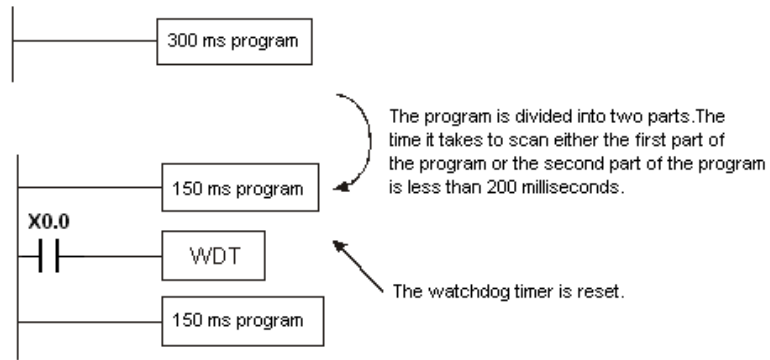 300 ms program
The program is divided into two parts.The
time it takes to scan either the first part of
the program or the second part of the program
is less than 200 milliseconds.
150 ms program
X0.0
WDT
The watchdog timer is reset.
150 ms program